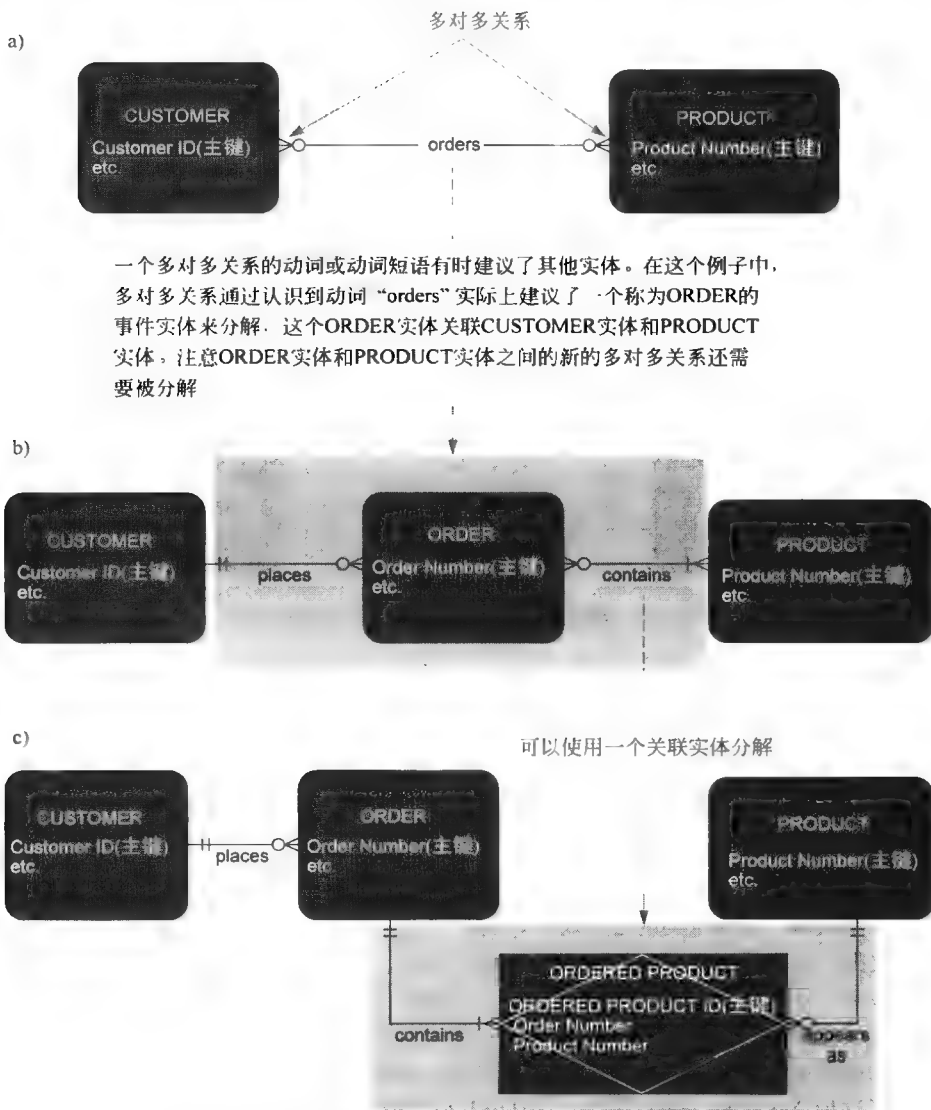 多对多关系
a)
CUSTOMER
Customer ID(主键)
etc.
orders
PRODUCT
Product Number(主键)
etc.
一个多对多关系的动词或动词短语有时建议了其他实体。在这个例子中,
多对多关系通过认识到动词“orders”实际上建议了一个称为ORDER的
事件实体来分解。这个ORDER实体关联CUSTOMER实体和PRODUCT
实体。注意ORDER实体和PRODUCT实体之间的新的多对多关系还需
要被分解
b)
CUSTOMER
Customer ID(主键)
etc.
places
ORDER
Order Number(主键)
etc.
contains
PRODUCT
Product Number(主键)
etc.
c)
可以使用一个关联实体分解
CUSTOMER
Customer ID(主键)
etc.
places
ORDER
Order Number(主键)
etc.
PRODUCT
Product Number(主键)
etc.
contains
ORDERED PRODUCT
ORDERED PRODUCT ID(主键)
Order Number
Product Number
appears
as